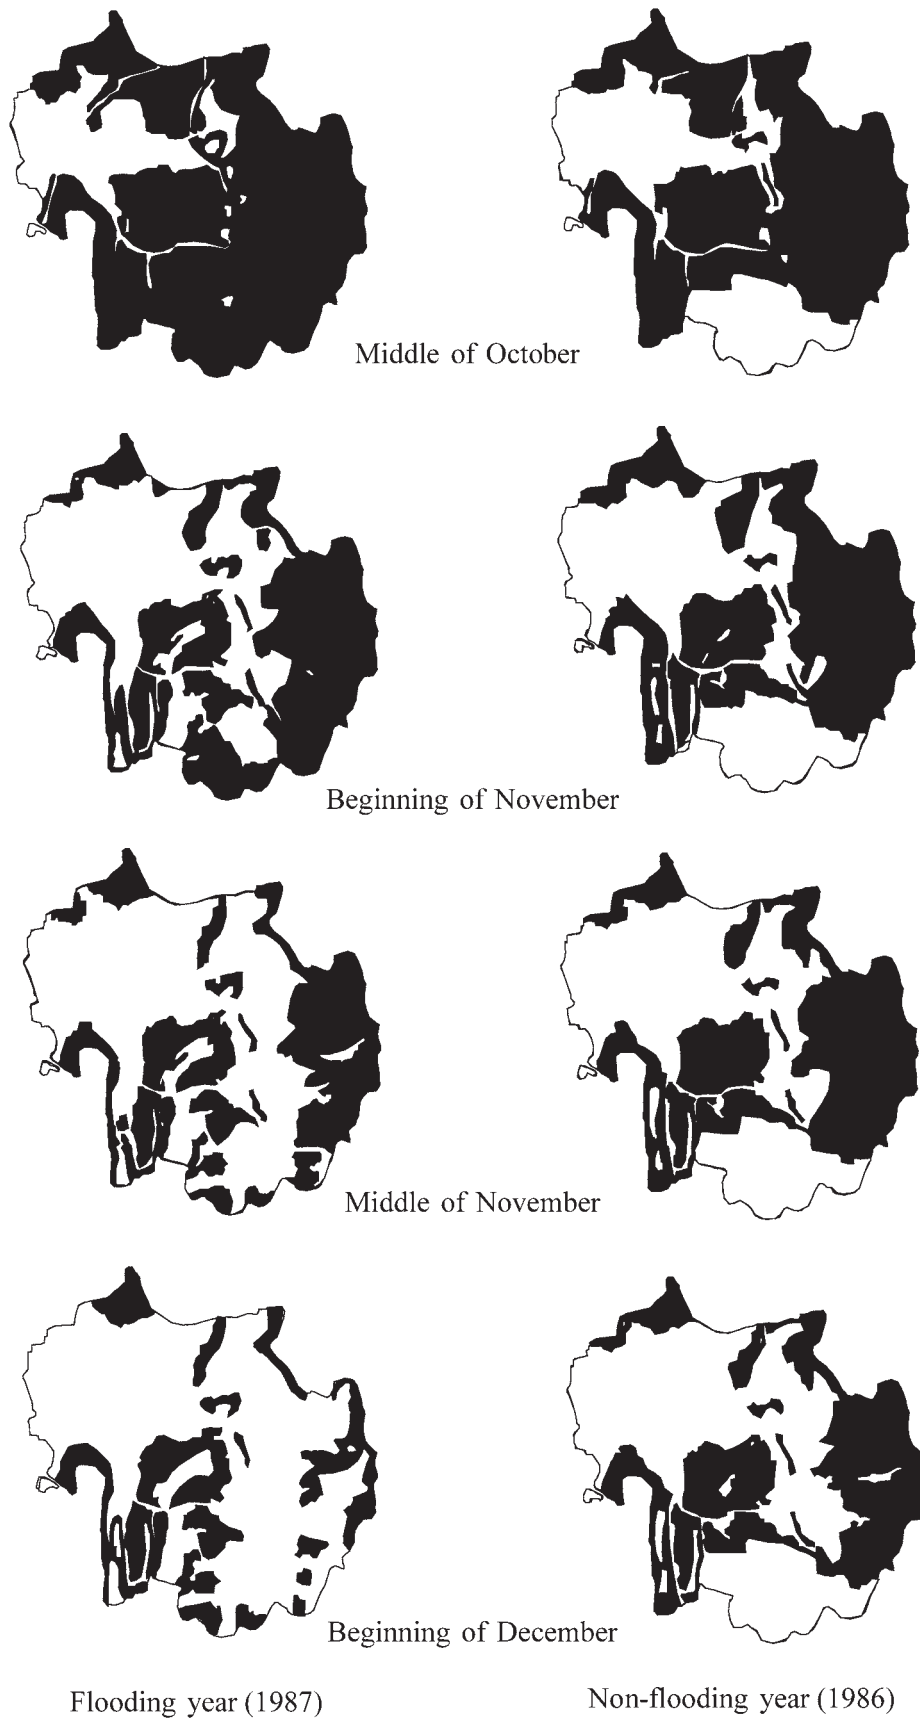 Middle of October
Beginning of November
Middle of November
Beginning of December
Flooding year (1987)
Non-flooding year (1986)